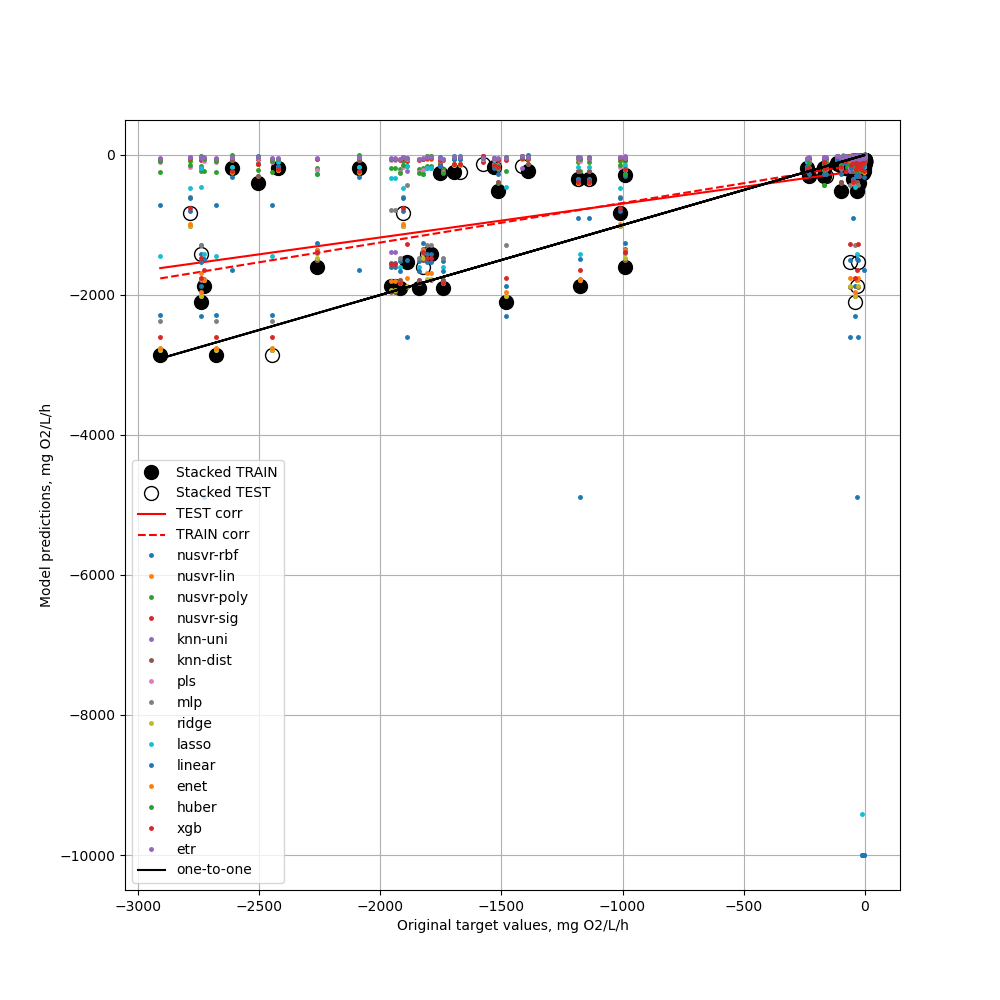 0
−2000
−4000
−6000
−8000
−10000
Model predictions, mg O2/L/h
Stacked TRAIN
Stacked TEST
TEST corr
TRAIN corr
nusvr-rbf
nusvr-lin
nusvr-poly
nusvr-sig
knn-uni
knn-dist
pls
mlp
ridge
lasso
linear
enet
huber
xgb
etr
one-to-one
−3000 −2500 −2000 −1500 −1000 −500 0
Original target values, mg O2/L/h